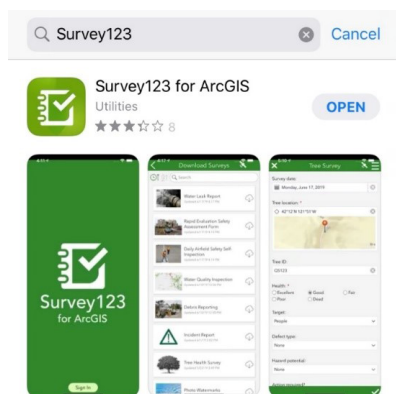 Survey123
Cancel
Survey123 for ArcGIS
Utilities
OPEN
8
Survey123
for ArcGIS
Sign In
Download Surveys
Search
Water Leak Report
Rapid Evaluation Safety
Assessment Form
Daily Airfield Safety Self-
Inspection
Water Quality Inspection
Debris Reporting
Incident Report
Tree Health Survey
Photo Watermarks
Tree Survey
Survey date:
Monday, June 17, 2019
Tree location: *
Tree ID
Health: *
Excellent
Good
Fair
Poor
Dead
Target:
People
Defect type:
None
Hazard potential:
None
Action required?